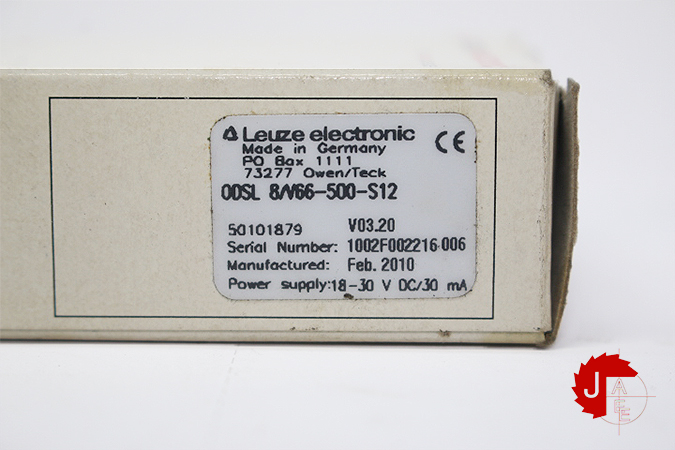 Leuze electronic
CE
Made in Germany
PO Box 1111
73277 Owen/Teck
ODSL 8/V66-500-S12
50101879 V03.20
Serial Number: 1002F002216 006
Manufactured: Feb. 2010
Power supply:18-30 V DC/30 mA
J
A